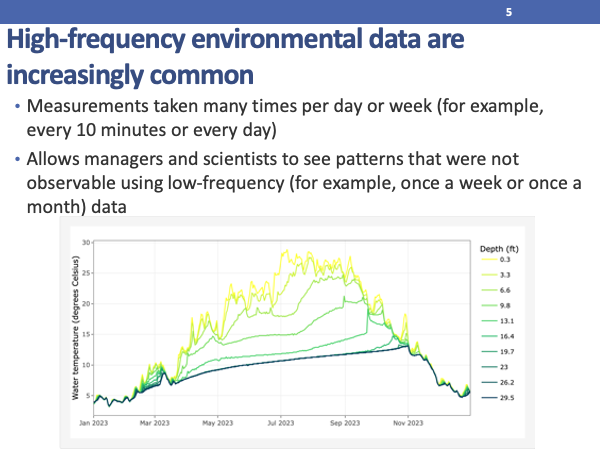 5
High-frequency environmental data are
increasingly common
• Measurements taken many times per day or week (for example,
every 10 minutes or every day)
• Allows managers and scientists to see patterns that were not
observable using low-frequency (for example, once a week or once a
month) data
Water temperature (degrees Celsius)
30
25
20
15
10
5
Jan 2023 Mar 2023 May 2023 Jul 2023 Sep 2023 Nov 2023
Depth (ft)
0.3
3.3
6.6
9.8
13.1
16.4
19.7
23
26.2
29.5